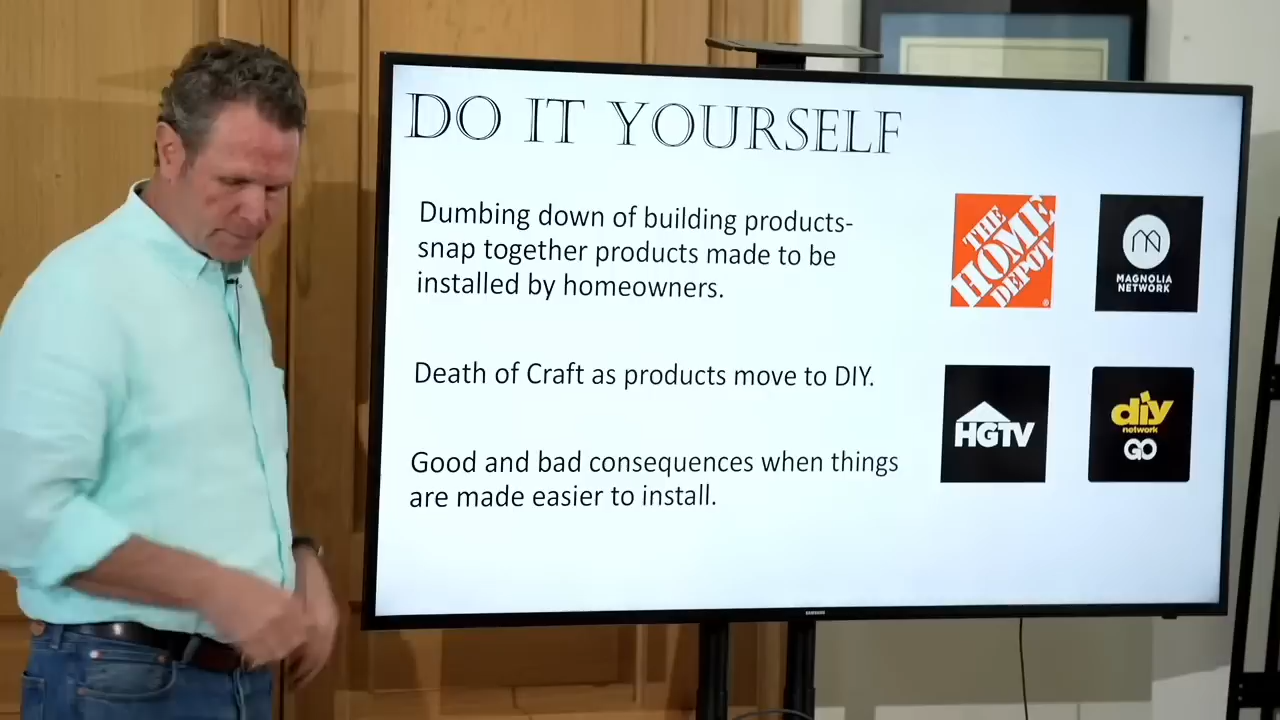 DO IT YOURSELF
Dumbing down of building products-
snap together products made to be
installed by homeowners.
Death of Craft as products move to DIY.
Good and bad consequences when things
are made easier to install.
THE
HOME
DEPOT
MAGNOLIA
NETWORK
HGTV
diy
network
GO
SAMSUNG